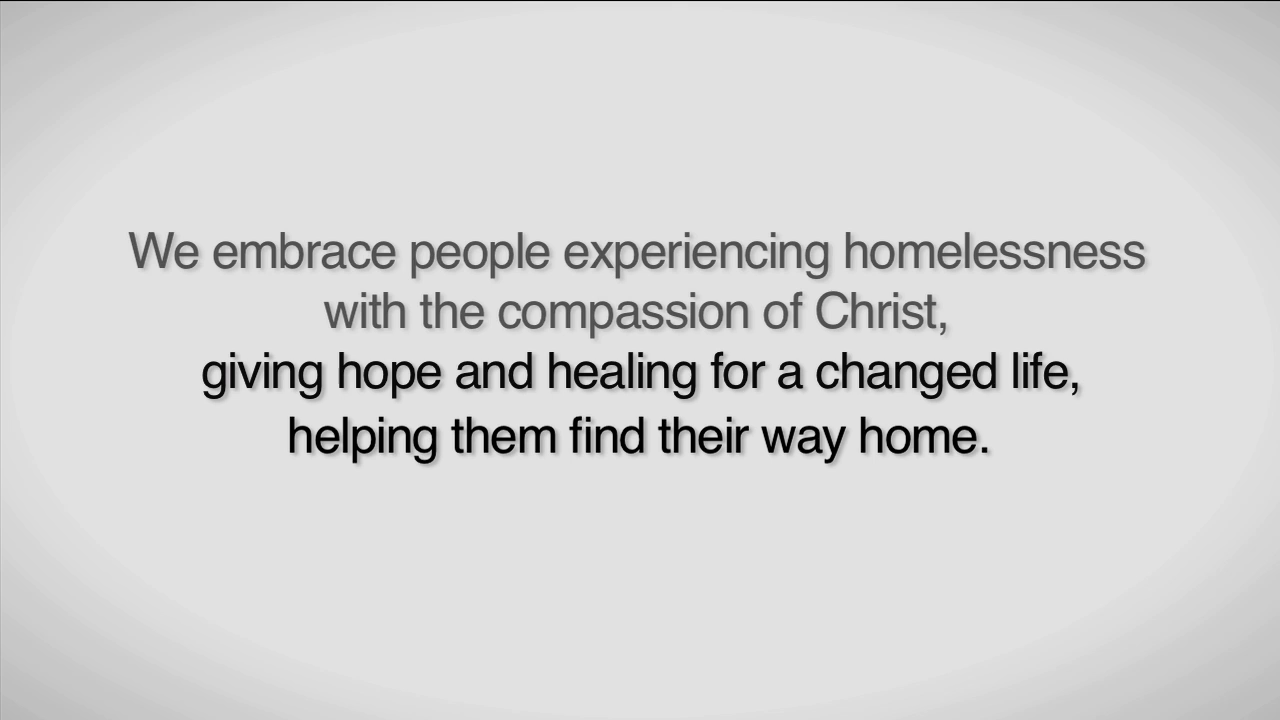 We embrace people experiencing homelessness
with the compassion of Christ,
giving hope and healing for a changed life,
helping them find their way home.